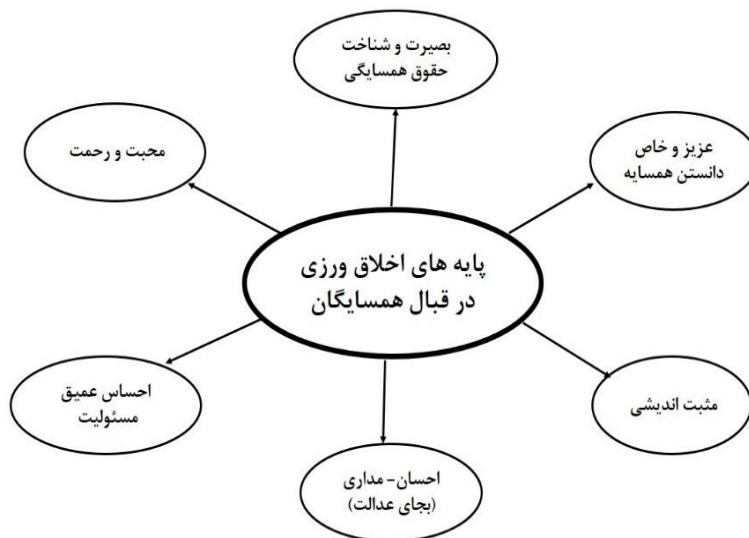 بصیرت و شناخت
حقوق همسایگی
عزیز و خاص
دانستن همسایه
محبت و رحمت
پایه های اخلاق ورزی
در قبال همسایگان
مثبت اندیشی
احساس عمیق
مسئولیت
احسان- مداری
(بجای عدالت)